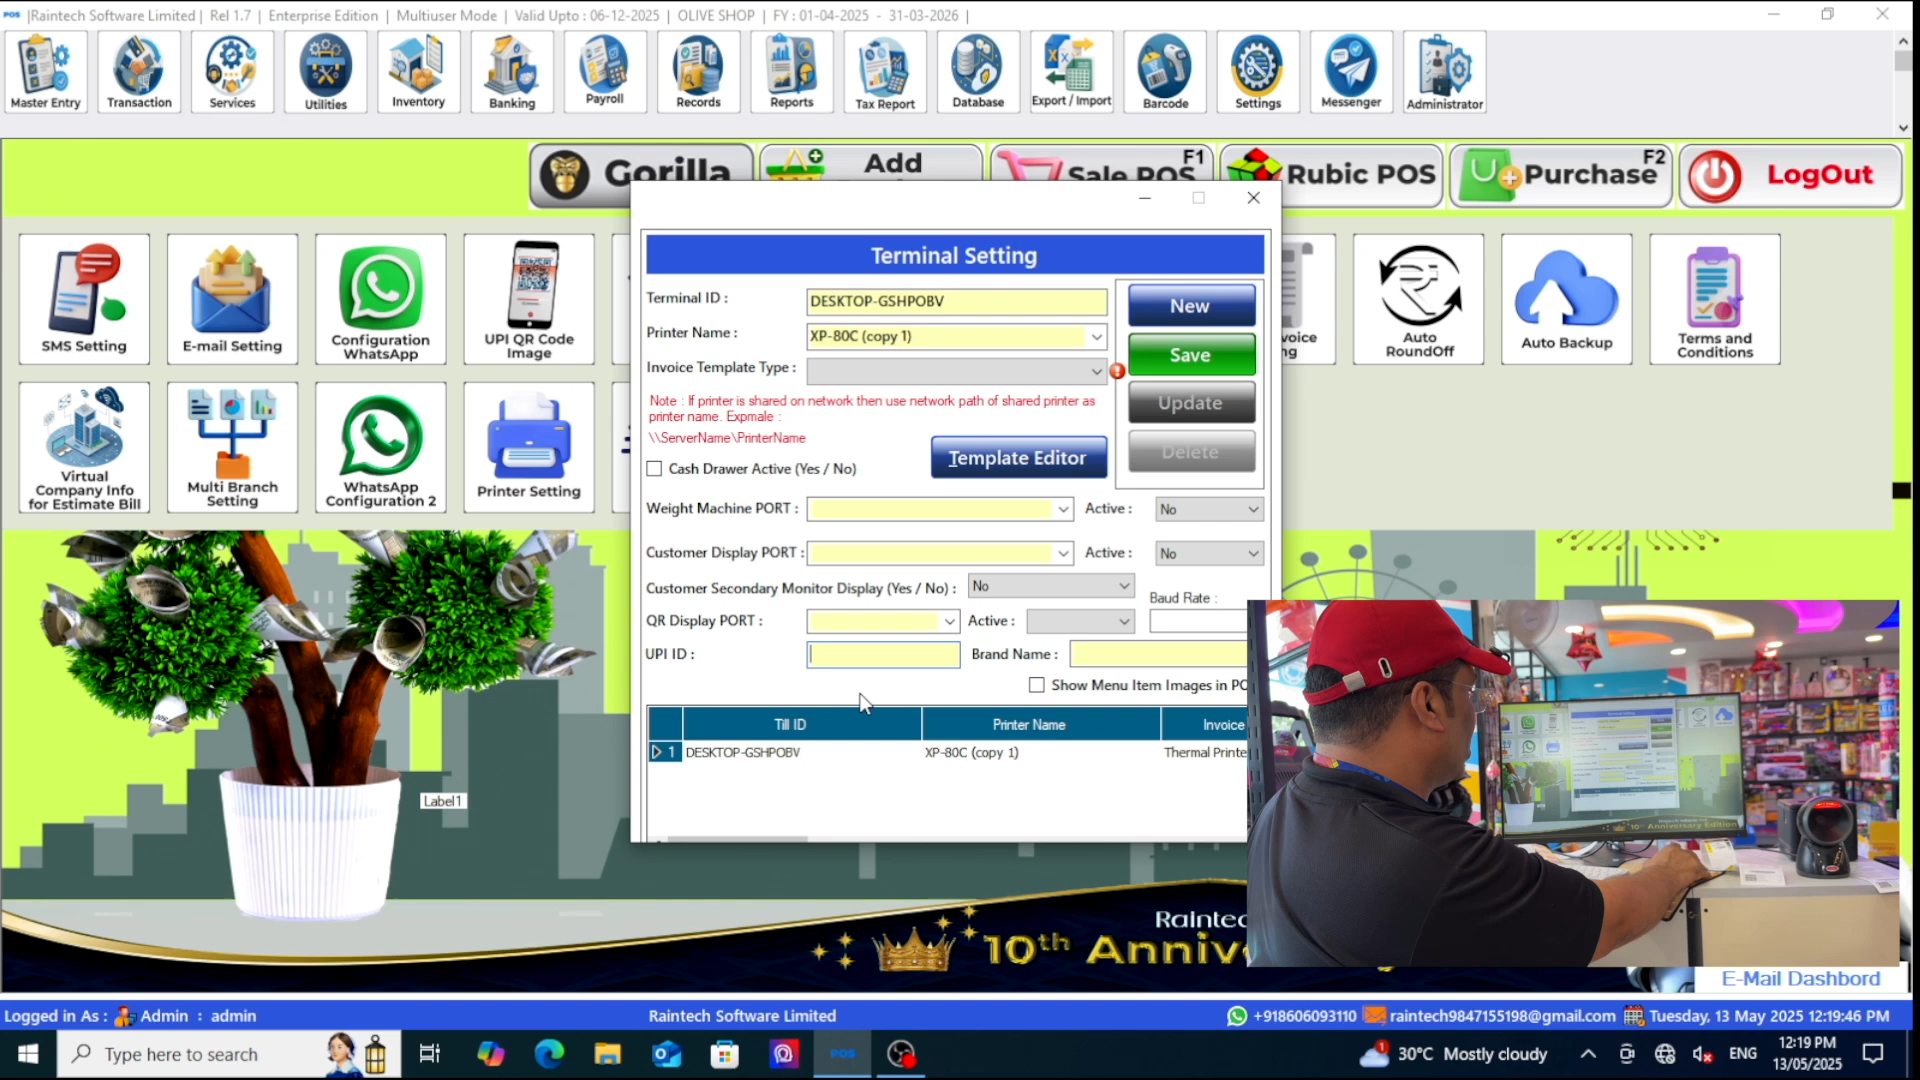 POS |Raintech Software Limited | Rel 1.7 | Enterprise Edition | Multiuser Mode | Valid Upto : 06-12-2025 | OLIVE SHOP | FY : 01-04-2025 - 31-03-2026 |
Master Entry
Transaction
Services
Utilities
Inventory
Banking
Payroll
Records
Reports
Tax Report
Database
Export / Import
Barcode
Settings
Messenger
Administrator
Gorilla
Add
Sale POS F1
Rubic POS
Purchase F2
LogOut
SMS Setting
E-mail Setting
Configuration WhatsApp
UPI QR Code Image
Auto RoundOff
Auto Backup
Terms and Conditions
Virtual Company Info for Estimate Bill
Multi Branch Setting
WhatsApp Configuration 2
Printer Setting
Terminal Setting
Terminal ID : DESKTOP-GSHPOBV
Printer Name : XP-80C (copy 1)
Invoice Template Type :
Note : If printer is shared on network then use network path of shared printer as
printer name. Expmale :
\\ServerName\PrinterName
Cash Drawer Active (Yes / No)
Template Editor
New
Save
Update
Delete
Weight Machine PORT : Active : No
Customer Display PORT : Active : No
Customer Secondary Monitor Display (Yes / No) : No
Baud Rate :
QR Display PORT : Active :
UPI ID : Brand Name :
Show Menu Item Images in PO
Till ID Printer Name Invoice
1 DESKTOP-GSHPOBV XP-80C (copy 1) Thermal Printe
Label1
Raintec
10th Anniv
10th Anniversary Edition
E-Mail Dashbord
Logged in As : Admin : admin
Raintech Software Limited
+918606093110 raintech9847155198@gmail.com Tuesday, 13 May 2025 12:19:46 PM
Type here to search
POS
1
30°C Mostly cloudy
ENG
12:19 PM
13/05/2025